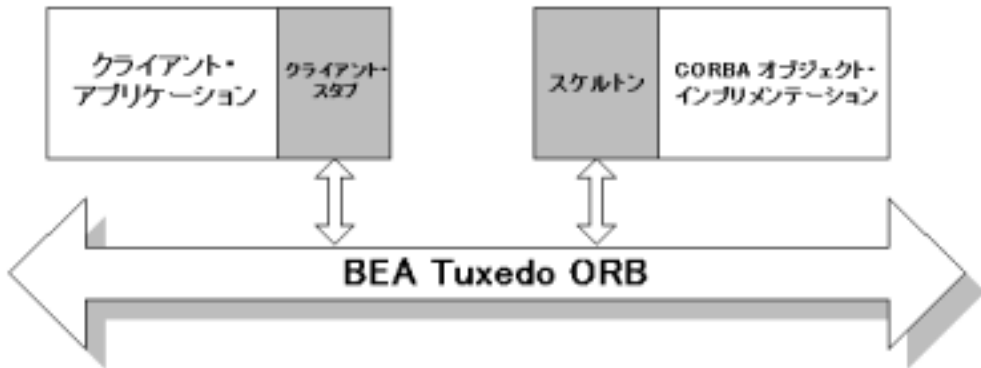 クライアント・
アプリケーション
クライアント・
スタブ
スケルトン
CORBA オブジェクト・
インプリメンテーション
BEA Tuxedo ORB